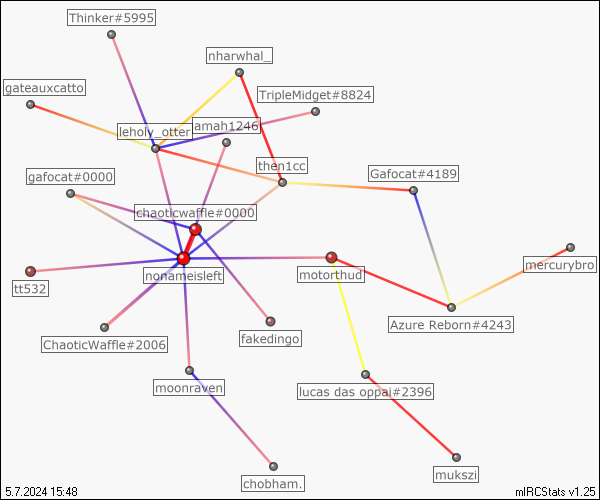 Thinker#5995
nharwhal_
gateauxcatto
TripleMidget#8824
leholy_otter
amah1246
then1cc
Gafocat#4189
gafocat#0000
chaoticwaffle#0000
mercurybro
nonameisleft
motorthud
tt532
Azure Reborn#4243
ChaoticWaffle#2006
fakedingo
moonraven
lucas das oppai#2396
mukszi
chobham.
5.7.2024 15:48
mIRCStats v1.25